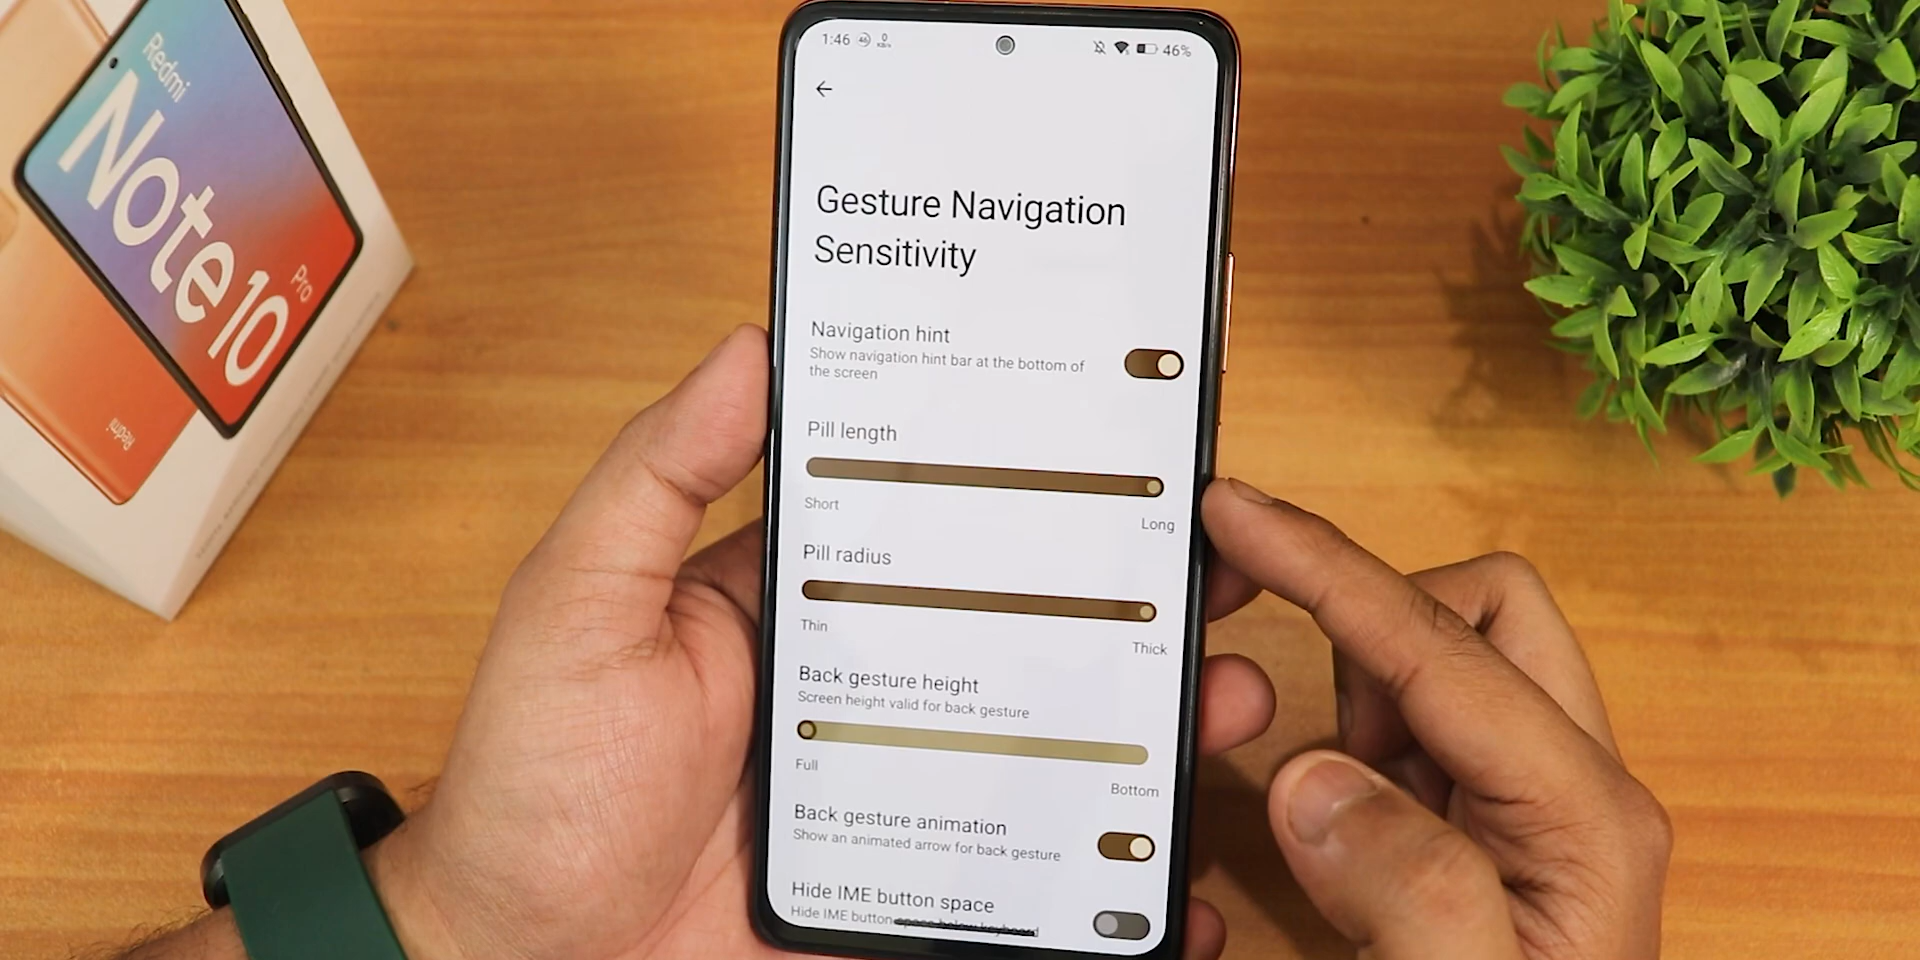 Redmi
Note 10
Pro
Redmi
1:46 46 0
KB/s
46%
Gesture Navigation
Sensitivity
Navigation hint
Show navigation hint bar at the bottom of
the screen
Pill length
Short
Long
Pill radius
Thin
Thick
Back gesture height
Screen height valid for back gesture
Full
Bottom
Back gesture animation
Show an animated arrow for back gesture
Hide IME button space
Hide IME button space below keyboard